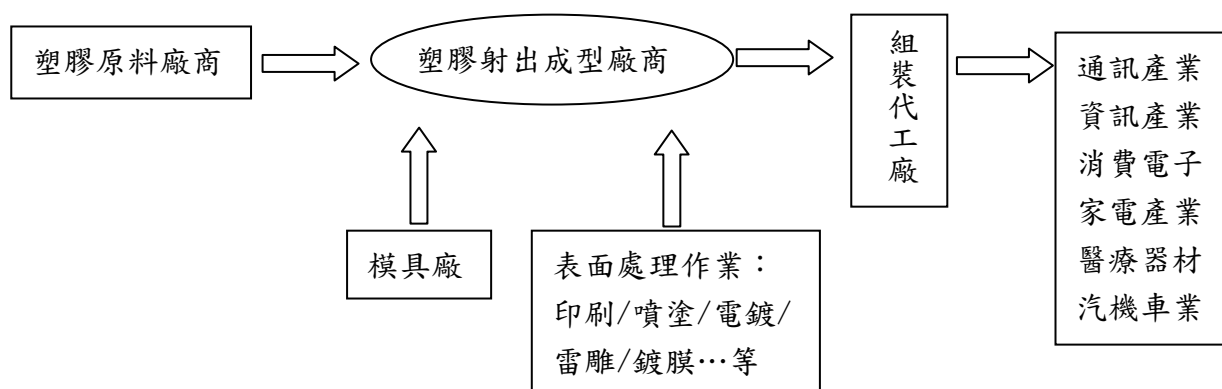 塑膠原料廠商
塑膠射出成型廠商
組裝代工廠
通訊產業
資訊產業
消費電子
家電產業
醫療器材
汽機車業
模具廠
表面處理作業：
印刷/噴塗/電鍍/
雷雕/鍍膜…等